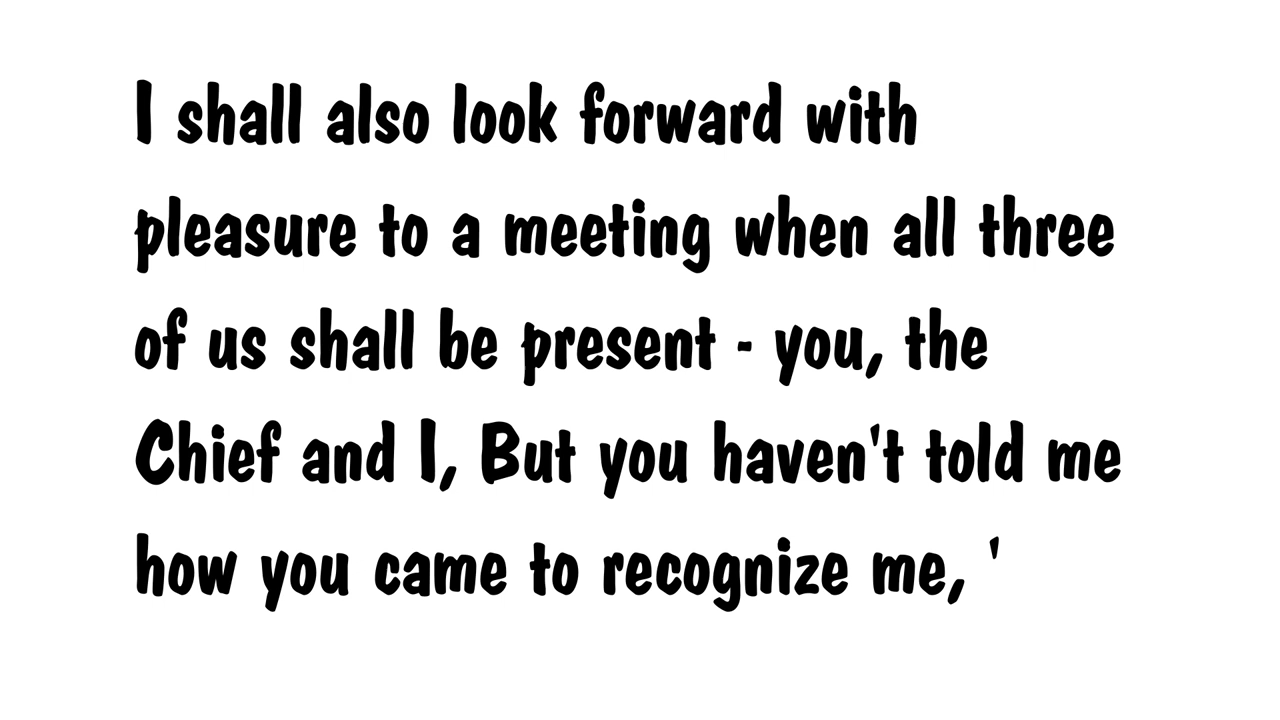 I shall also look forward with
pleasure to a meeting when all three
of us shall be present - you, the
Chief and I, But you haven't told me
how you came to recognize me, '